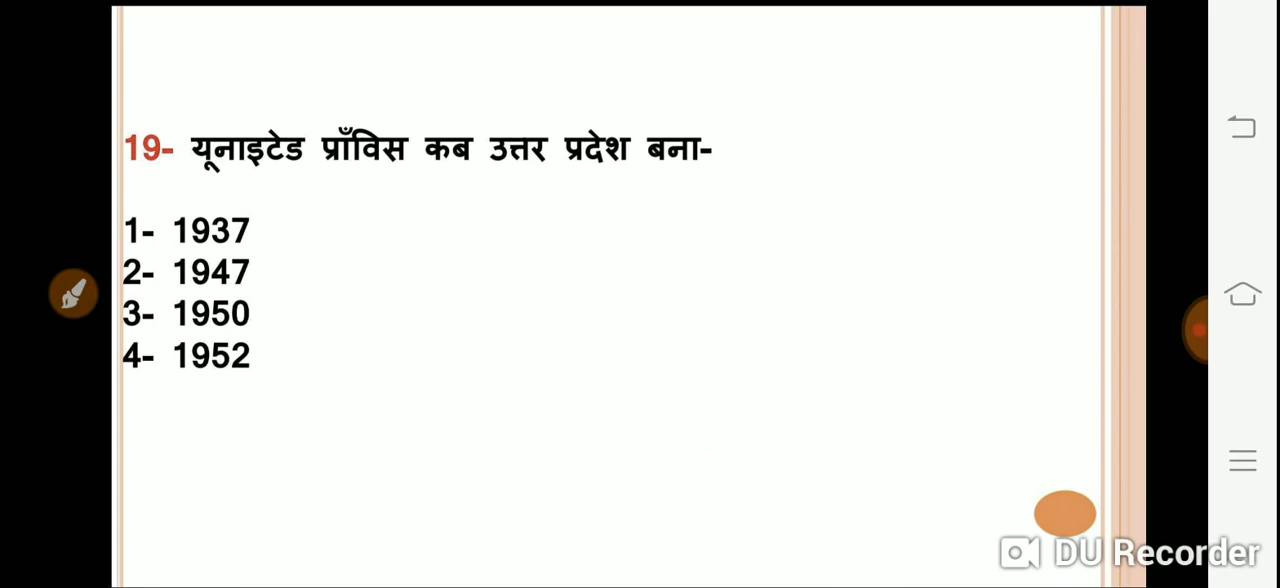 19- यूनाइटेड प्राँविस कब उत्तर प्रदेश बना-
1- 1937
2- 1947
3- 1950
4- 1952
DU Recorder